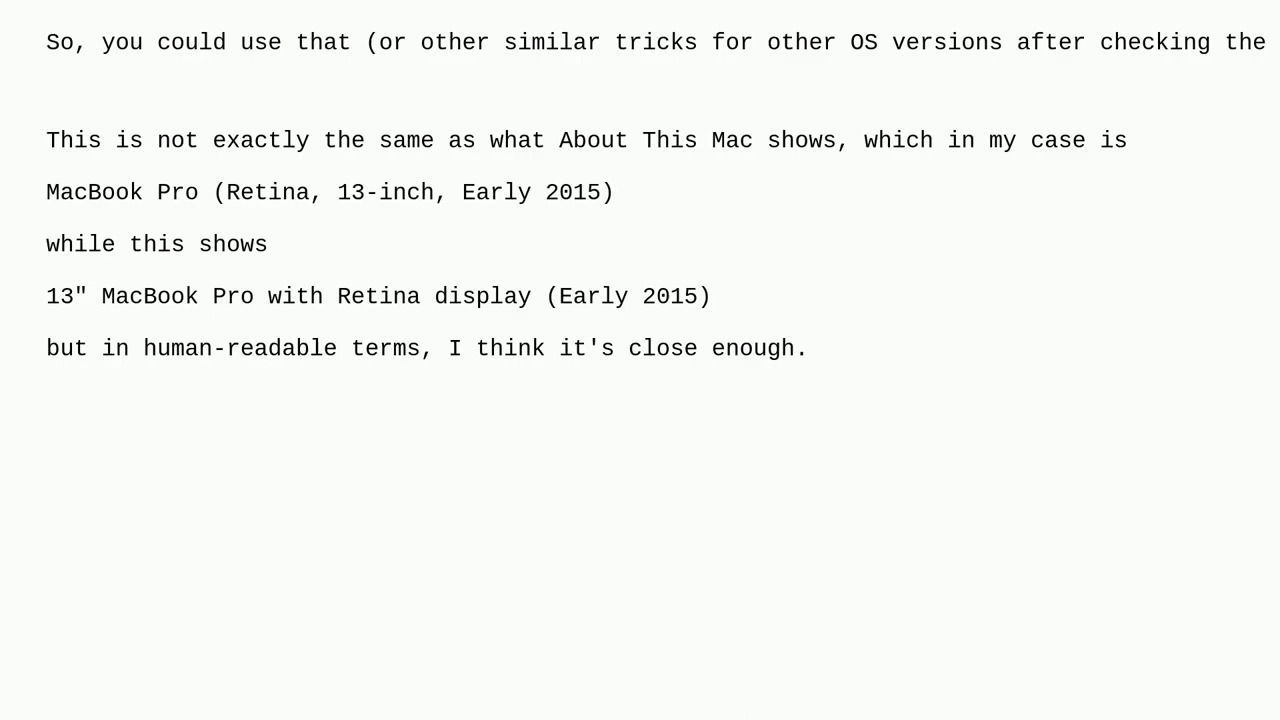 So, you could use that (or other similar tricks for other OS versions after checking the
This is not exactly the same as what About This Mac shows, which in my case is
MacBook Pro (Retina, 13-inch, Early 2015)
while this shows
13" MacBook Pro with Retina display (Early 2015)
but in human-readable terms, I think it's close enough.